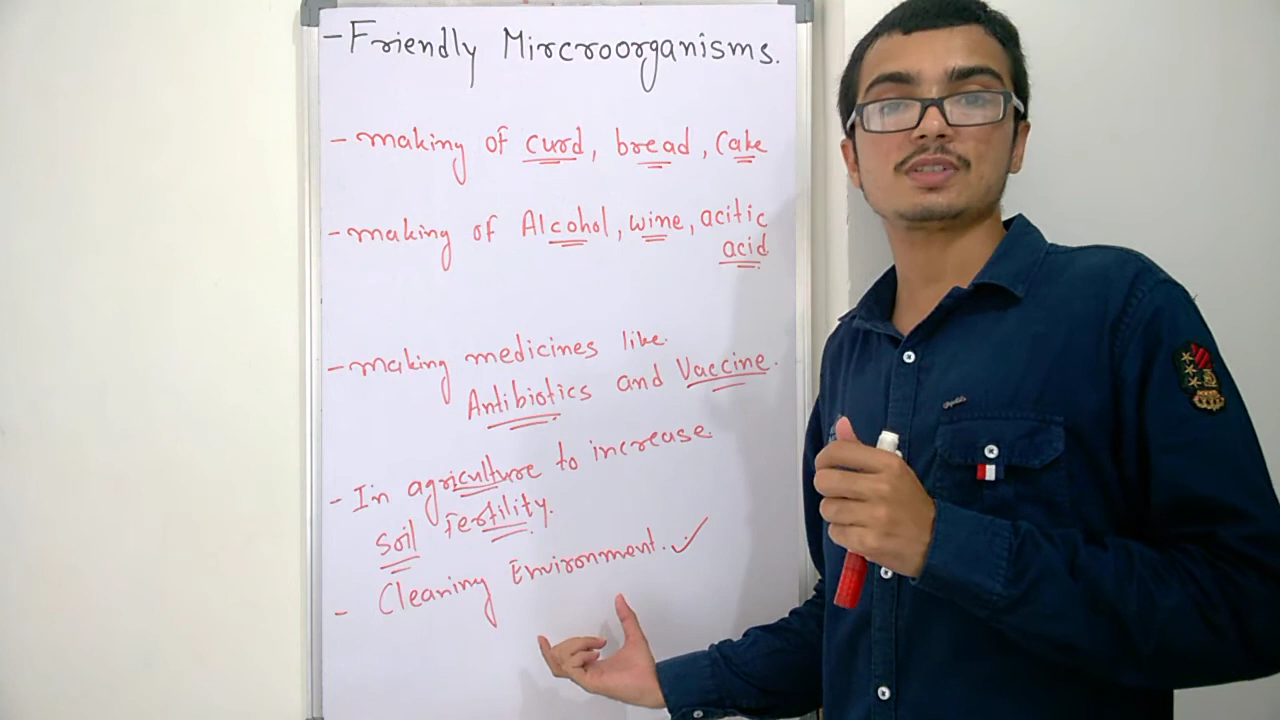 - Friendly Mircroorganisms.
- making of curd, bread, Cake
- making of Alcohol, wine, acitic
acid
- making medicines like
Antibiotics and Vaccine.
- In agriculture to increase
soil fertility.
- Cleaning Environment. ✓